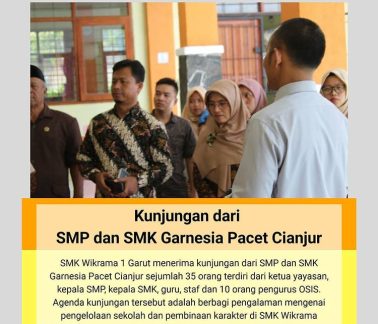 Kunjungan dari
SMP dan SMK Garnesia Pacet Cianjur
SMK Wikrama 1 Garut menerima kunjungan dari SMP dan SMK
Garnesia Pacet Cianjur sejumlah 35 orang terdiri dari ketua yayasan,
kepala SMP, kepala SMK, guru, staf dan 10 orang pengurus OSIS.
Agenda kunjungan tersebut adalah berbagi pengalaman mengenai
pengelolaan sekolah dan pembinaan karakter di SMK Wikrama